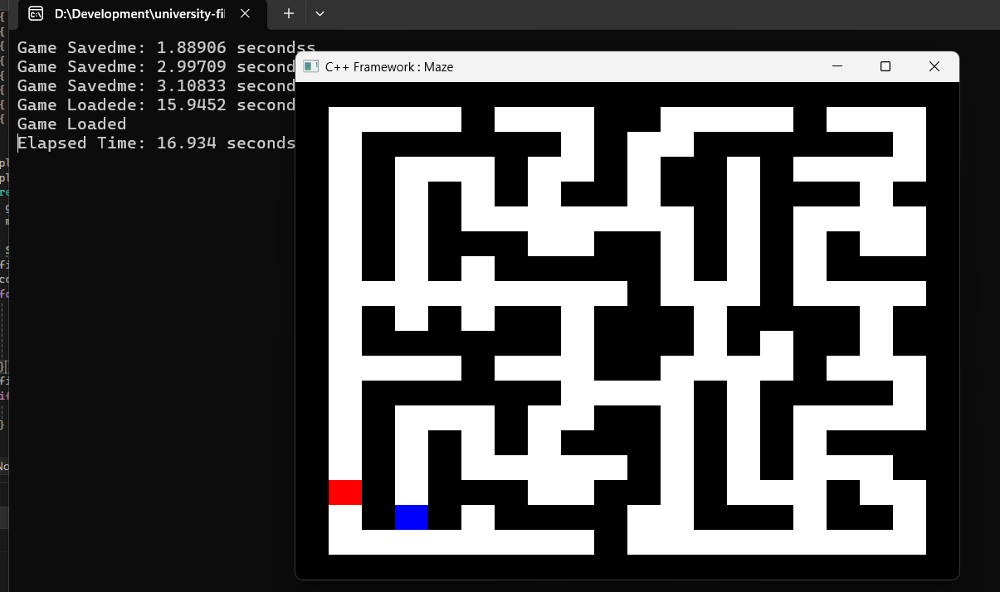 D:\Development\university-fi
Game Savedme: 1.88906 secondss
Game Savedme: 2.99709 second
Game Savedme: 3.10833 second
Game Loadede: 15.9452 second
Game Loaded
Elapsed Time: 16.934 seconds
C++ Framework : Maze